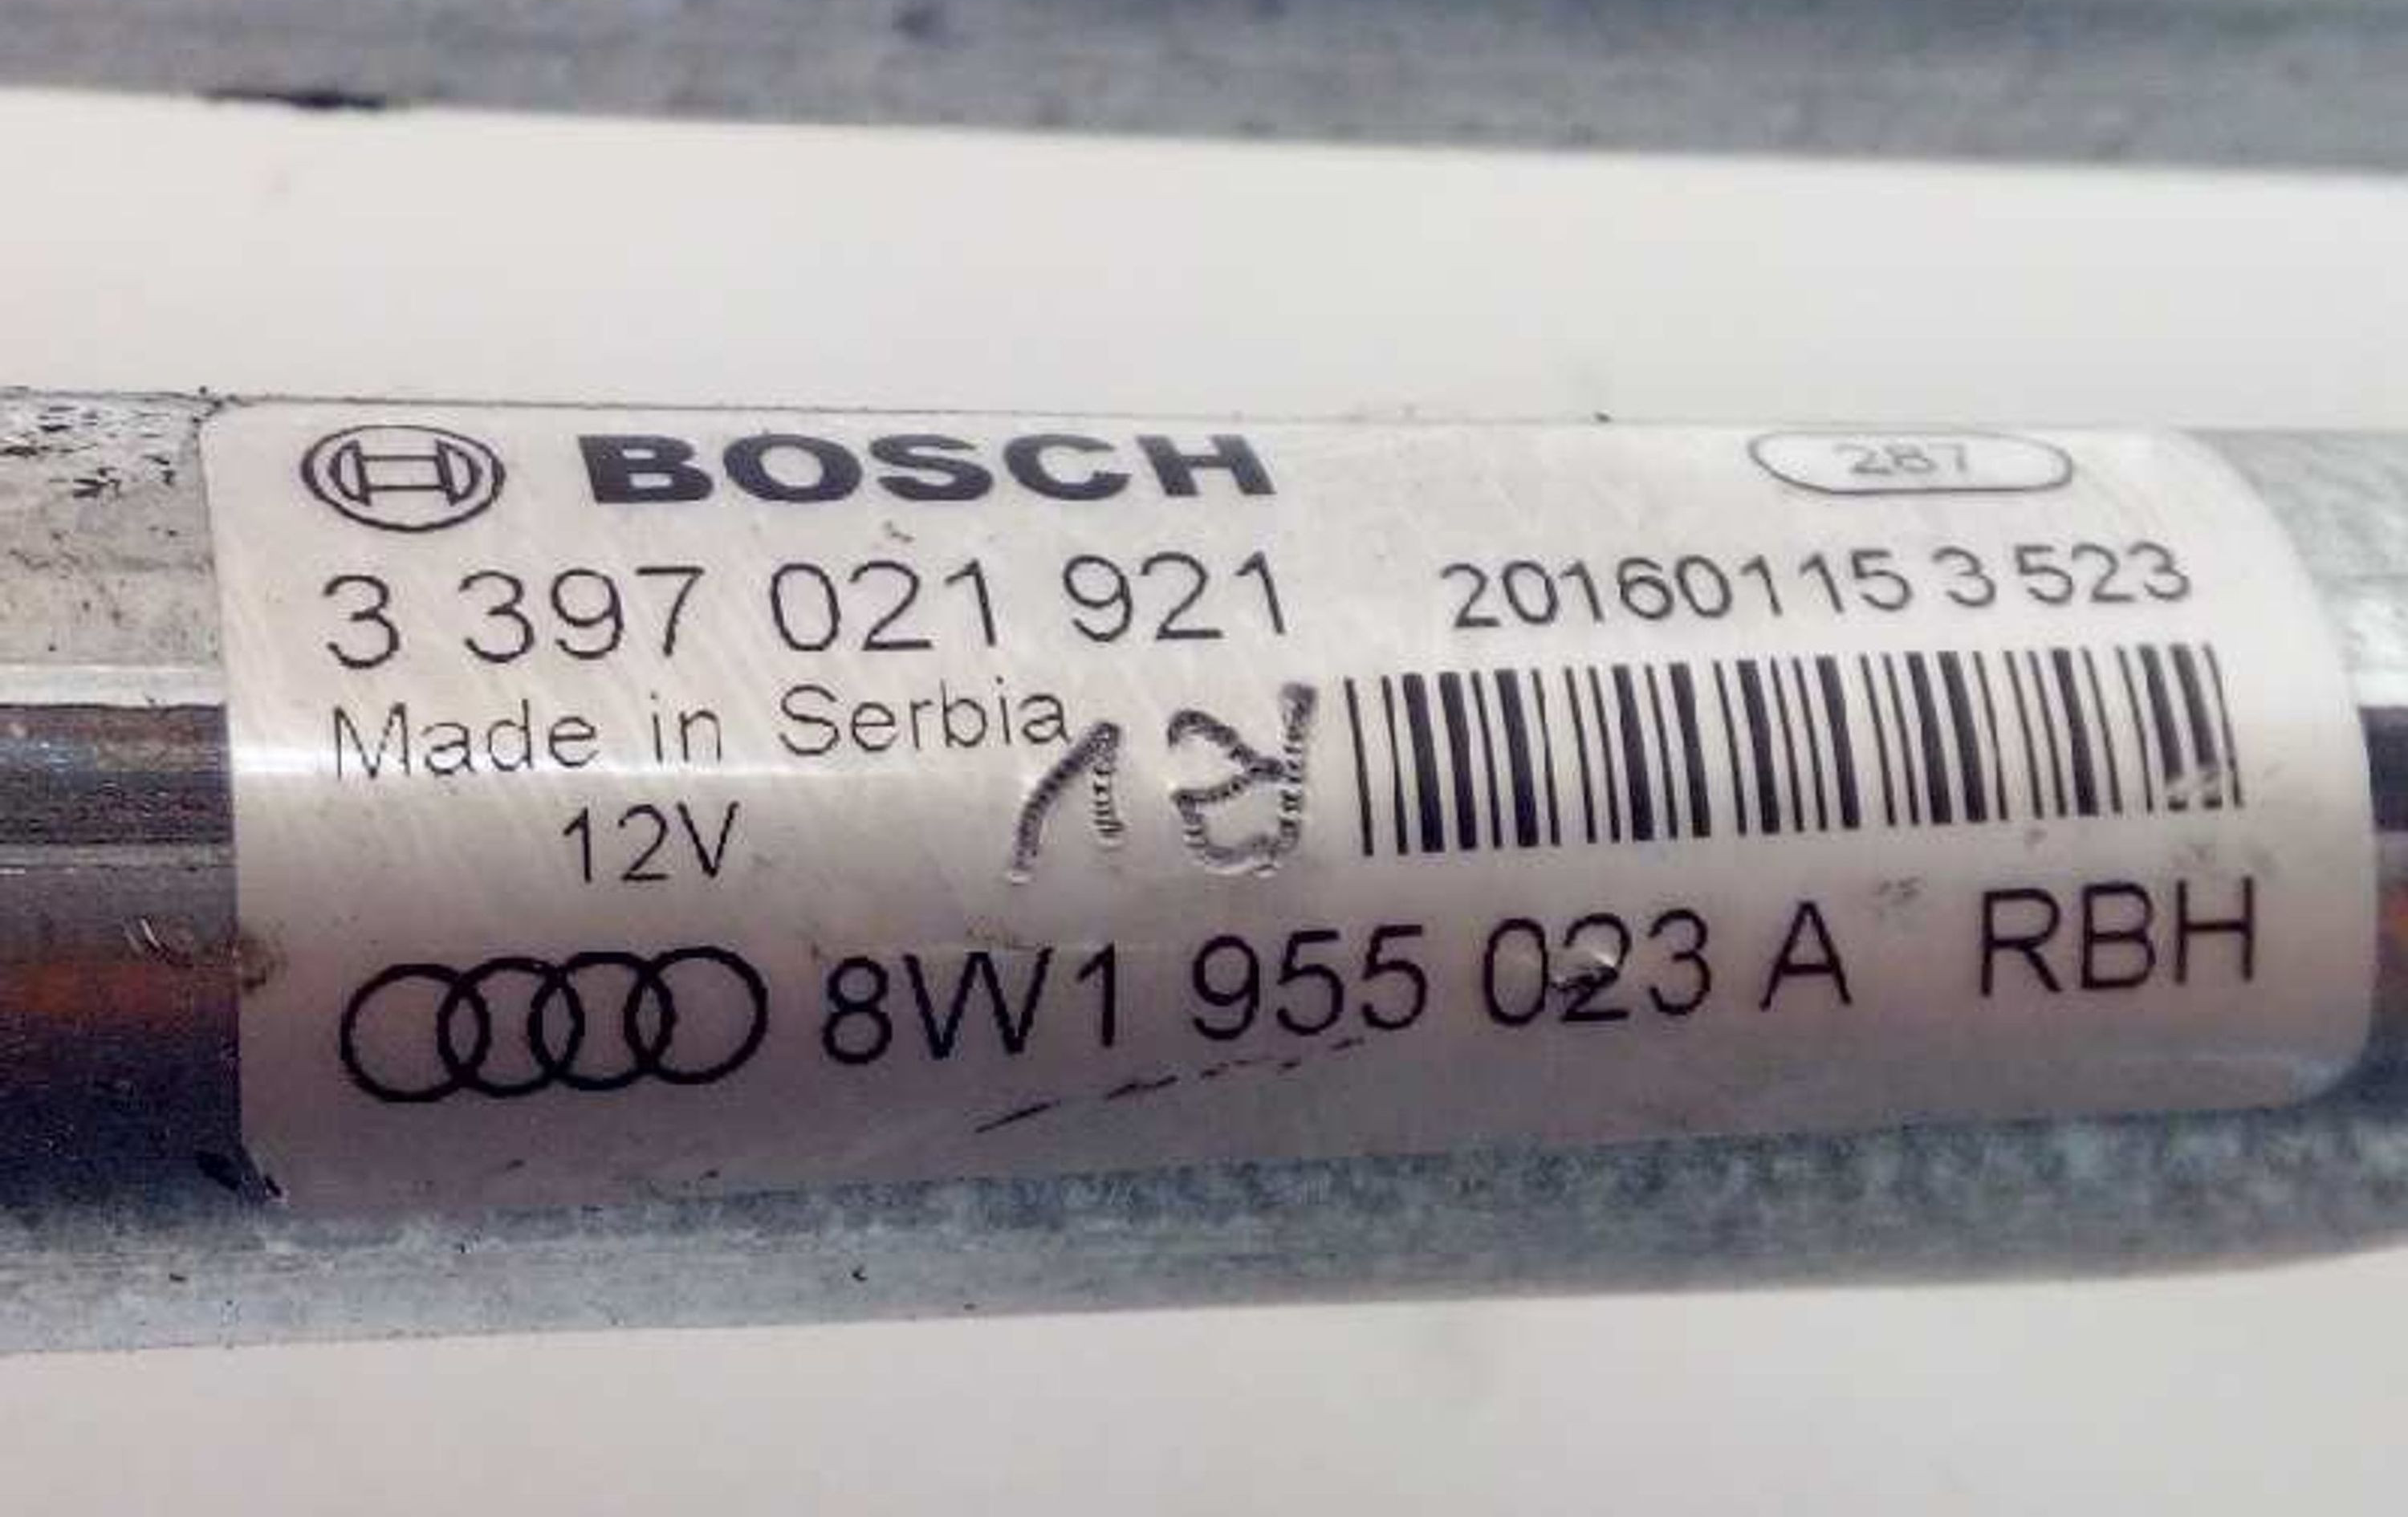 BOSCH
287
3 397 021 921
20160115 3 523
Made in Serbia
12V
8W1 955 023 A RBH